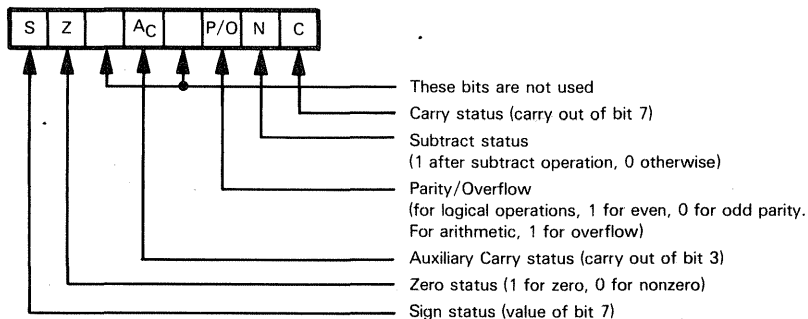 S Z A_C P/O N C
These bits are not used
Carry status (carry out of bit 7)
Subtract status
(1 after subtract operation, 0 otherwise)
Parity/Overflow
(for logical operations, 1 for even, 0 for odd parity.
For arithmetic, 1 for overflow)
Auxiliary Carry status (carry out of bit 3)
Zero status (1 for zero, 0 for nonzero)
Sign status (value of bit 7)